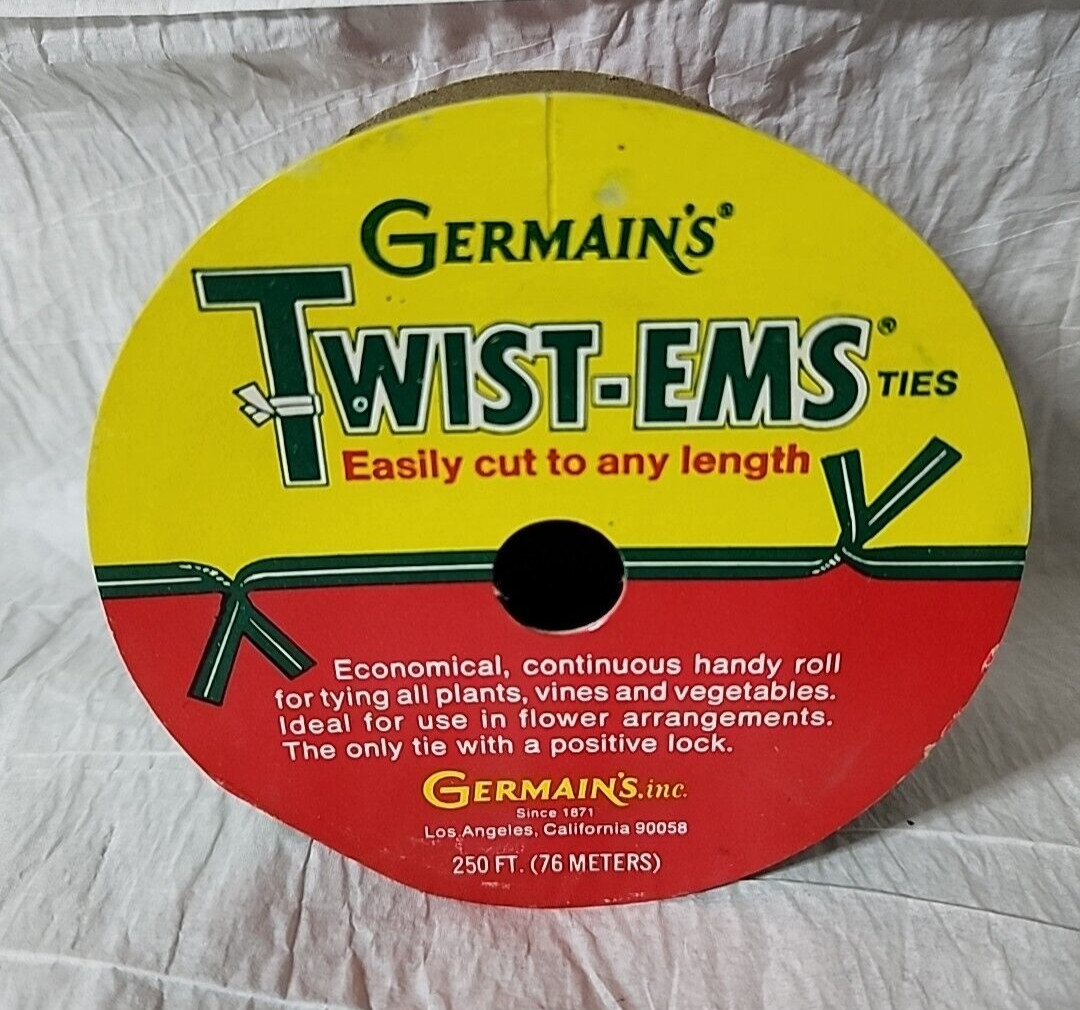 GERMAIN'S®
TWIST-EMS® TIES
Easily cut to any length
Economical, continuous handy roll
for tying all plants, vines and vegetables.
Ideal for use in flower arrangements.
The only tie with a positive lock.
GERMAIN'S.inc.
Since 1871
Los Angeles, California 90058
250 FT. (76 METERS)